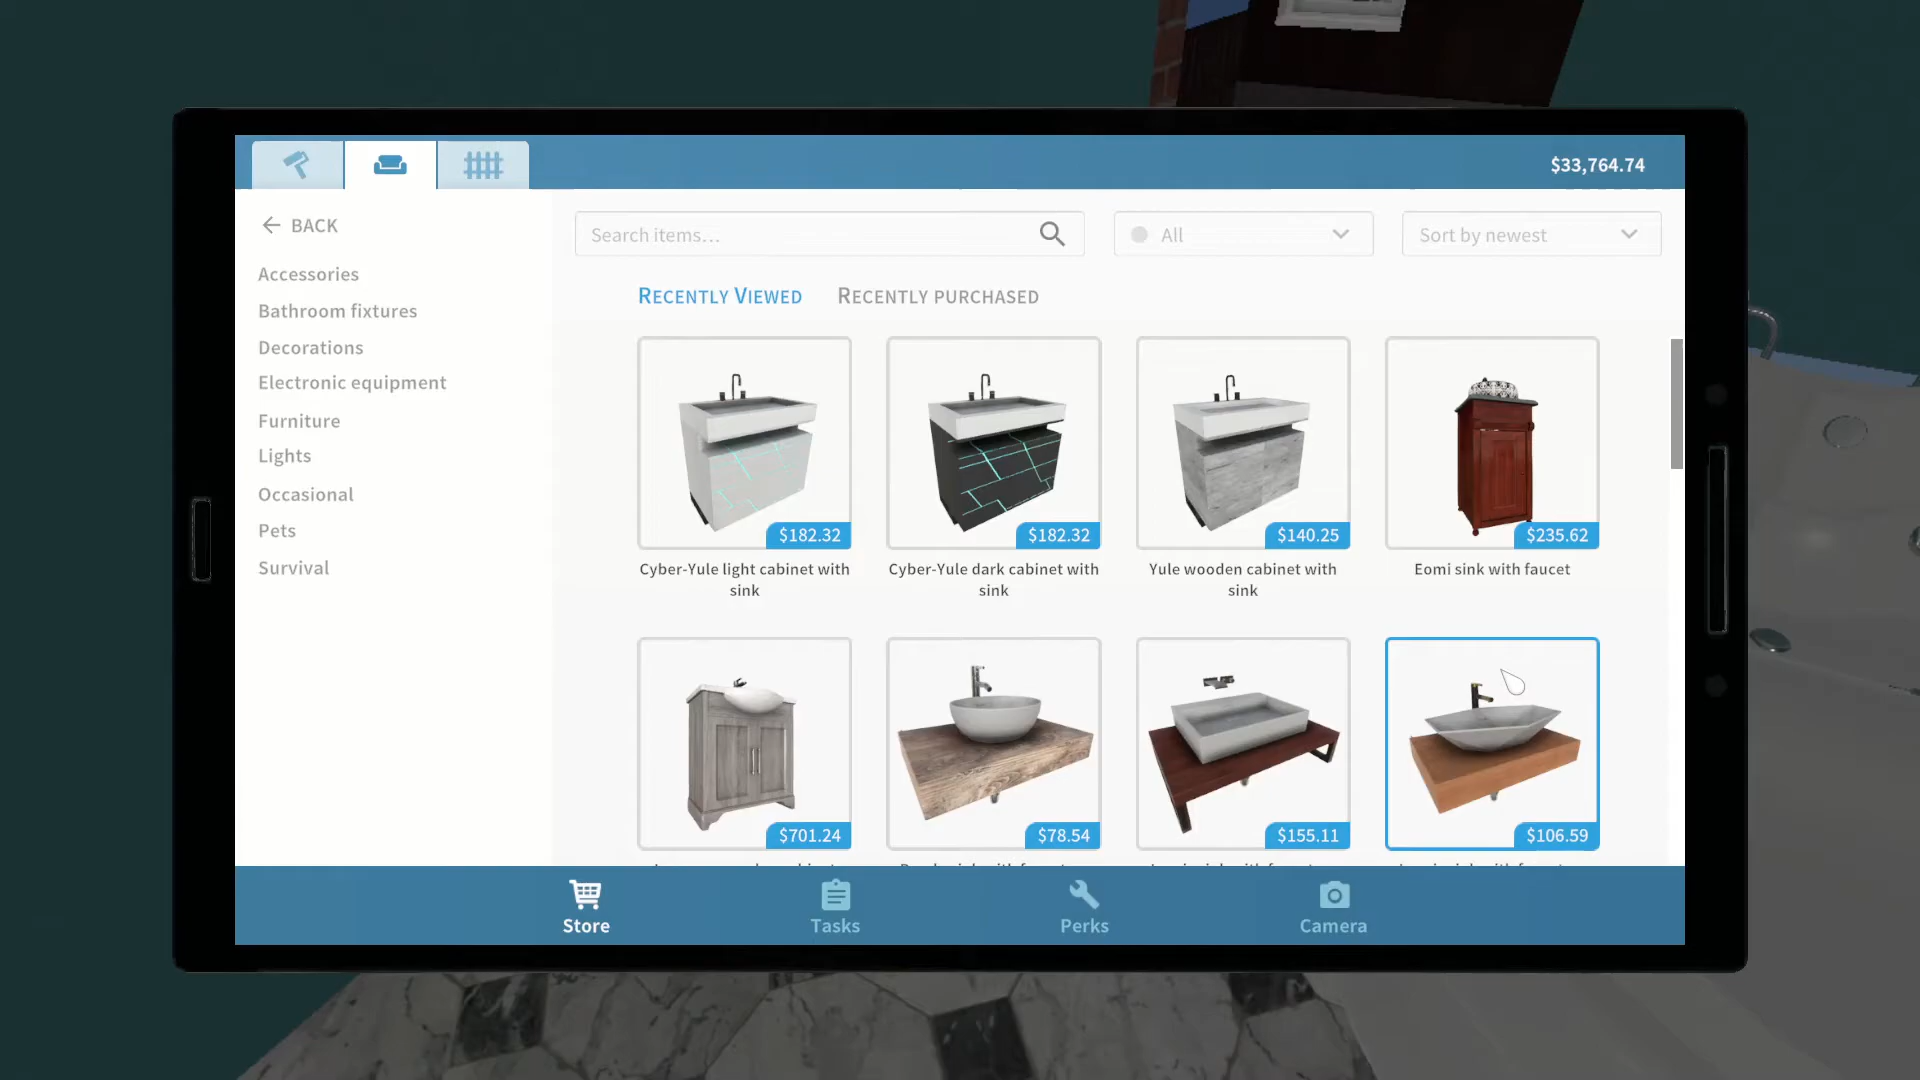 $33,764.74
BACK
Search items...
All
Sort by newest
Accessories
Bathroom fixtures
Decorations
Electronic equipment
Furniture
Lights
Occasional
Pets
Survival
RECENTLY VIEWED
RECENTLY PURCHASED
$182.32
$182.32
$140.25
$235.62
Cyber-Yule light cabinet with
sink
Cyber-Yule dark cabinet with
sink
Yule wooden cabinet with
sink
Eomi sink with faucet
$701.24
$78.54
$155.11
$106.59
Store
Tasks
Perks
Camera